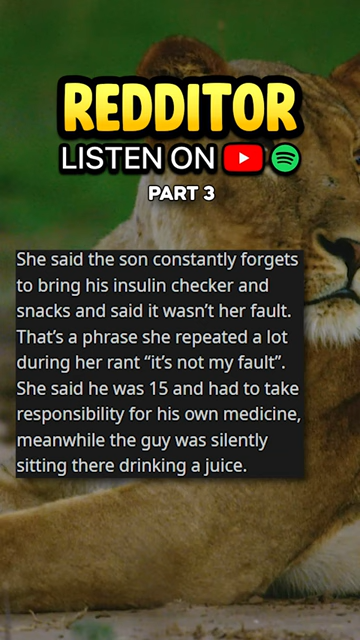 REDDITOR
LISTEN ON
PART 3
She said the son constantly forgets
to bring his insulin checker and
snacks and said it wasn’t her fault.
That’s a phrase she repeated a lot
during her rant “it’s not my fault”.
She said he was 15 and had to take
responsibility for his own medicine,
meanwhile the guy was silently
sitting there drinking a juice.